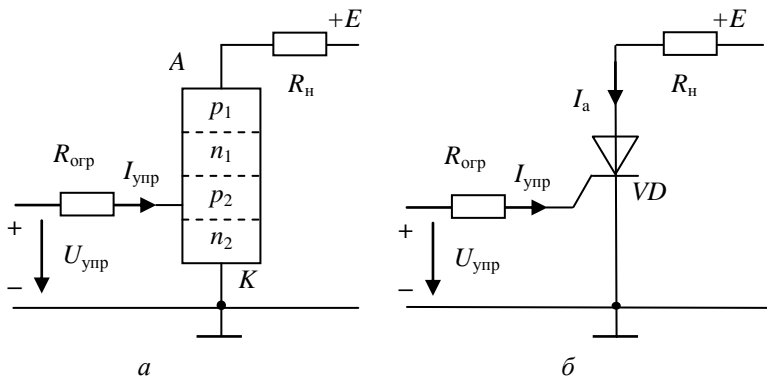 +E
A
Rн
p1
n1
p2
n2
Rогр
Iупр
+
Uупр
−
K
а
+E
Rн
Iа
Rогр
Iупр
VD
+
Uупр
−
б